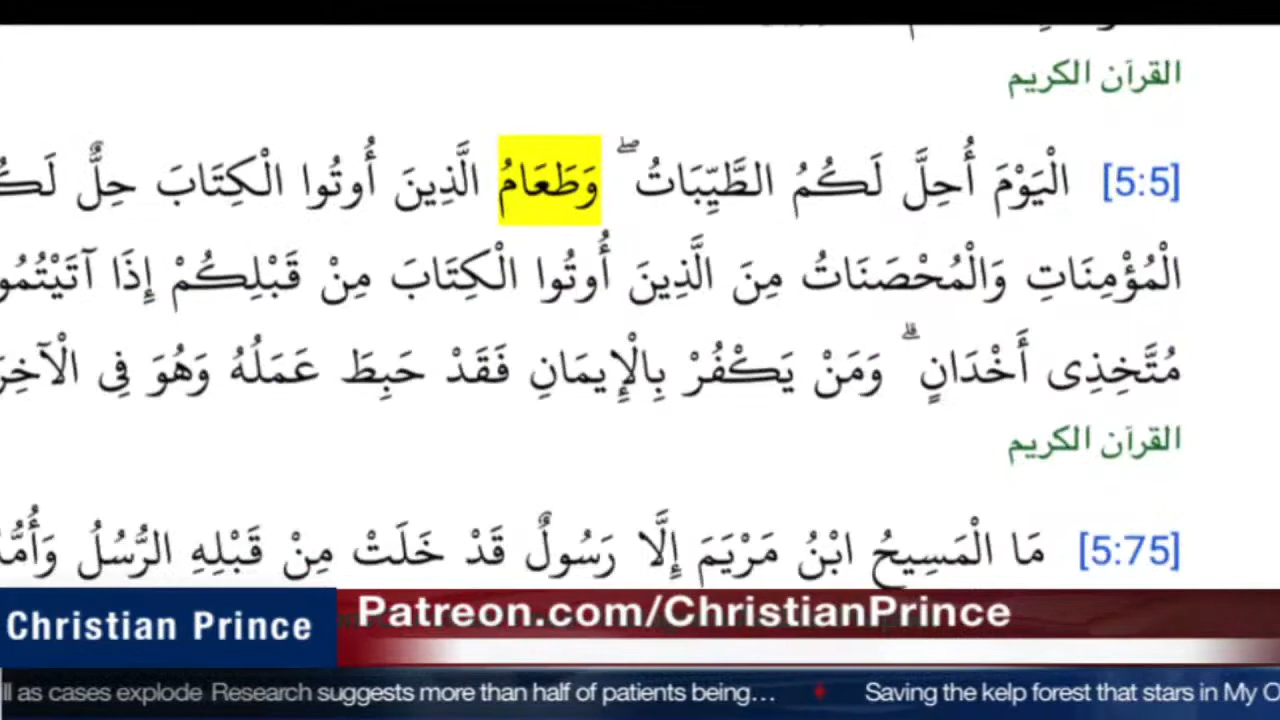 القرآن الكريم
[5:5] الْيَوْمَ أُحِلَّ لَكُمُ الطَّيِّبَاتُ ۖ وَطَعَامُ الَّذِينَ أُوتُوا الْكِتَابَ حِلٌّ
الْمُؤْمِنَاتِ وَالْمُحْصَنَاتُ مِنَ الَّذِينَ أُوتُوا الْكِتَابَ مِنْ قَبْلِكُمْ إِذَا
مُتَّخِذِى أَخْدَانٍ ۗ وَمَنْ يَكْفُرْ بِالْإِيمَانِ فَقَدْ حَبِطَ عَمَلُهُ وَهُوَ فِى
القرآن الكريم
[5:75] مَا الْمَسِيحُ ابْنُ مَرْيَمَ إِلَّا رَسُولٌ قَدْ خَلَتْ مِنْ قَبْلِهِ الرُّسُلُ
Patreon.com/ChristianPrince
Christian Prince
as cases explode Research suggests more than half of patients being... Saving the kelp forest that stars in My